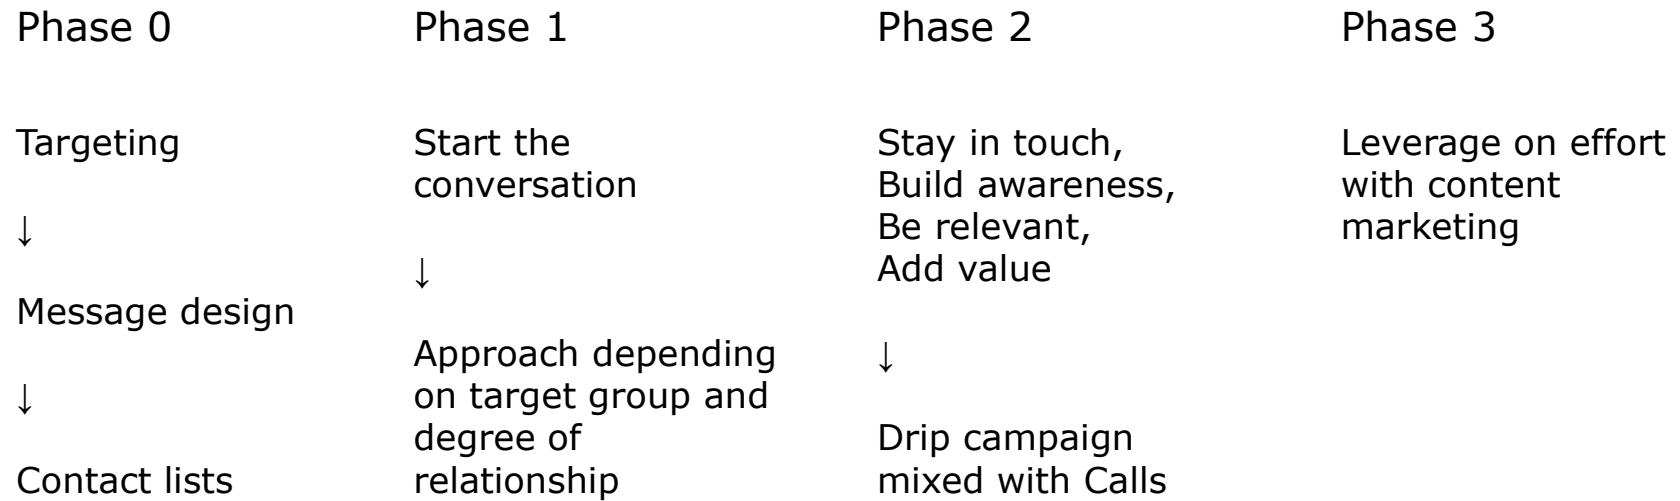 Phase 0
Targeting
↓
Message design
↓
Contact lists
Phase 1
Start the
conversation
↓
Approach depending
on target group and
degree of
relationship
Phase 2
Stay in touch,
Build awareness,
Be relevant,
Add value
↓
Drip campaign
mixed with Calls
Phase 3
Leverage on effort
with content
marketing